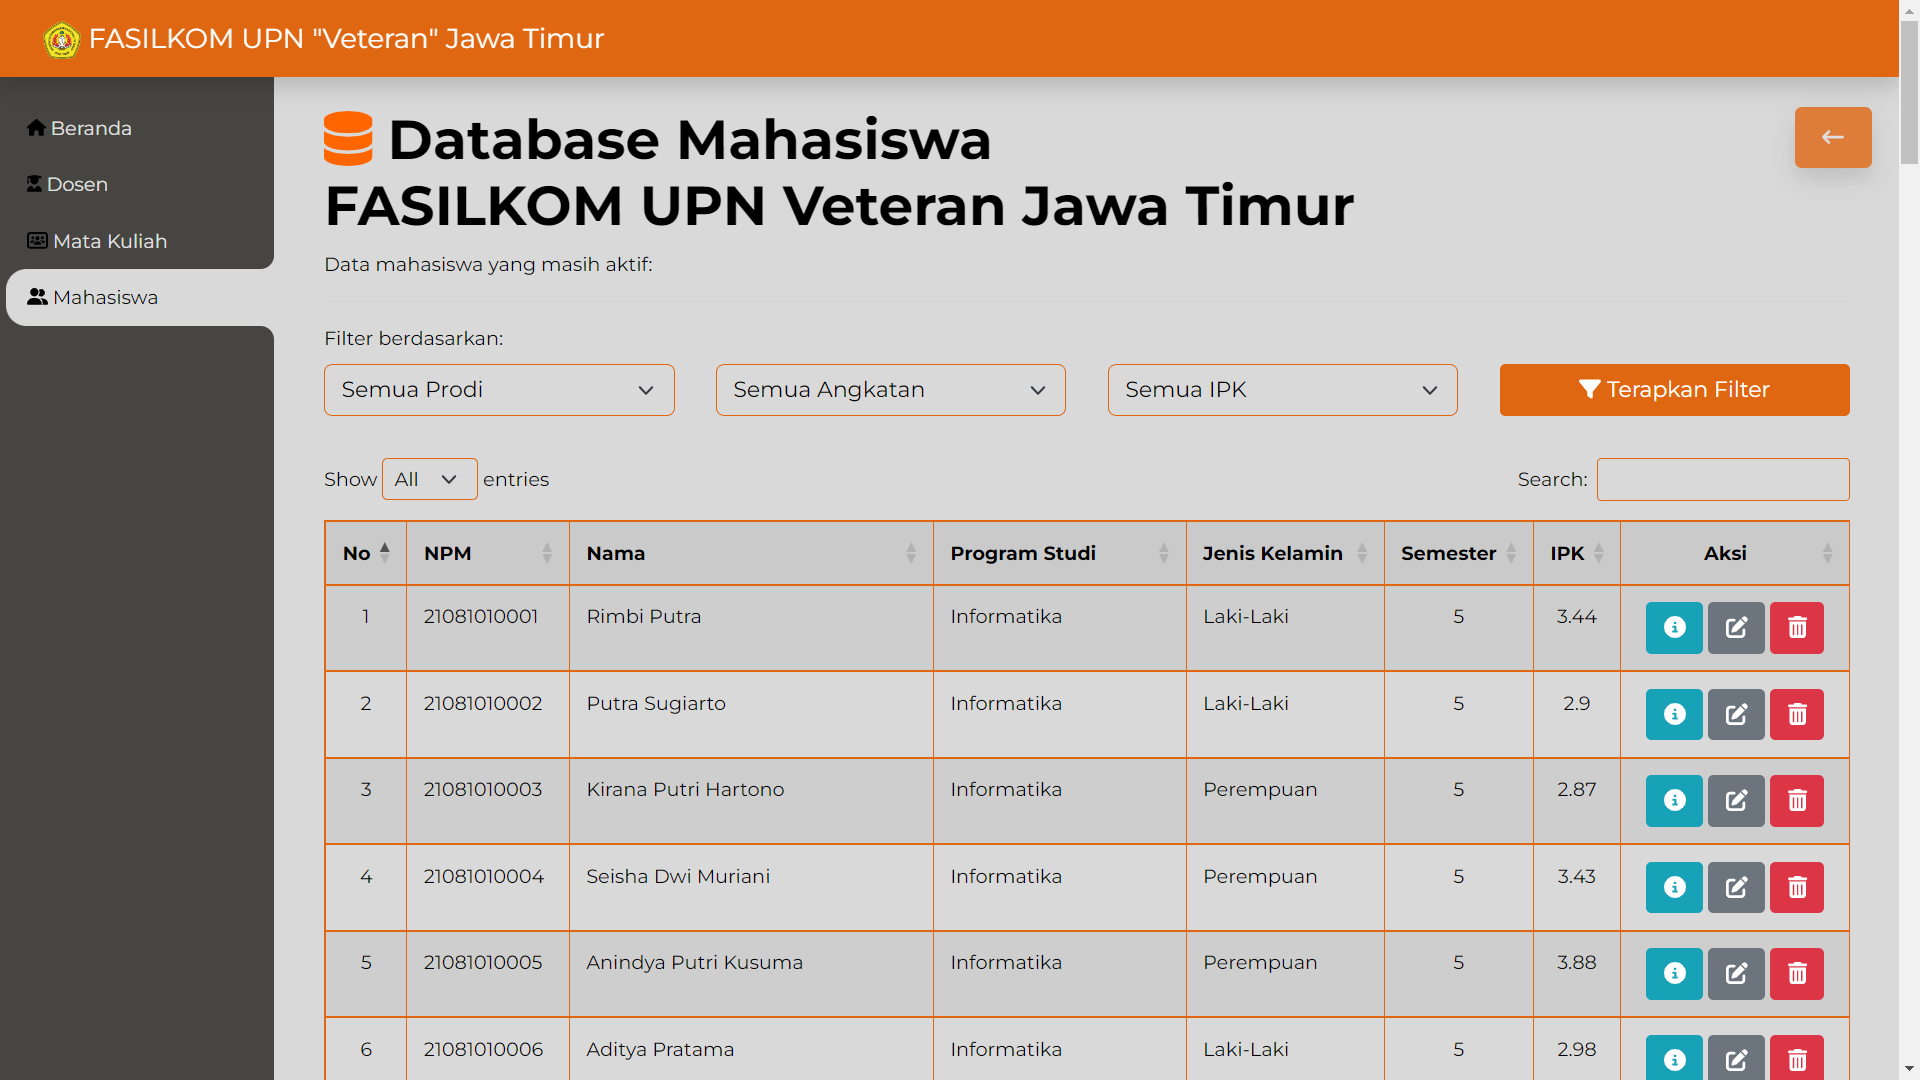 FASILKOM UPN "Veteran" Jawa Timur
Beranda
Dosen
Mata Kuliah
Mahasiswa
Database Mahasiswa
FASILKOM UPN Veteran Jawa Timur
Data mahasiswa yang masih aktif:
Filter berdasarkan:
Semua Prodi Semua Angkatan Semua IPK Terapkan Filter
Show All entries Search:
No NPM Nama Program Studi Jenis Kelamin Semester IPK Aksi
1 21081010001 Rimbi Putra Informatika Laki-Laki 5 3.44
2 21081010002 Putra Sugiarto Informatika Laki-Laki 5 2.9
3 21081010003 Kirana Putri Hartono Informatika Perempuan 5 2.87
4 21081010004 Seisha Dwi Muriani Informatika Perempuan 5 3.43
5 21081010005 Anindya Putri Kusuma Informatika Perempuan 5 3.88
6 21081010006 Aditya Pratama Informatika Laki-Laki 5 2.98